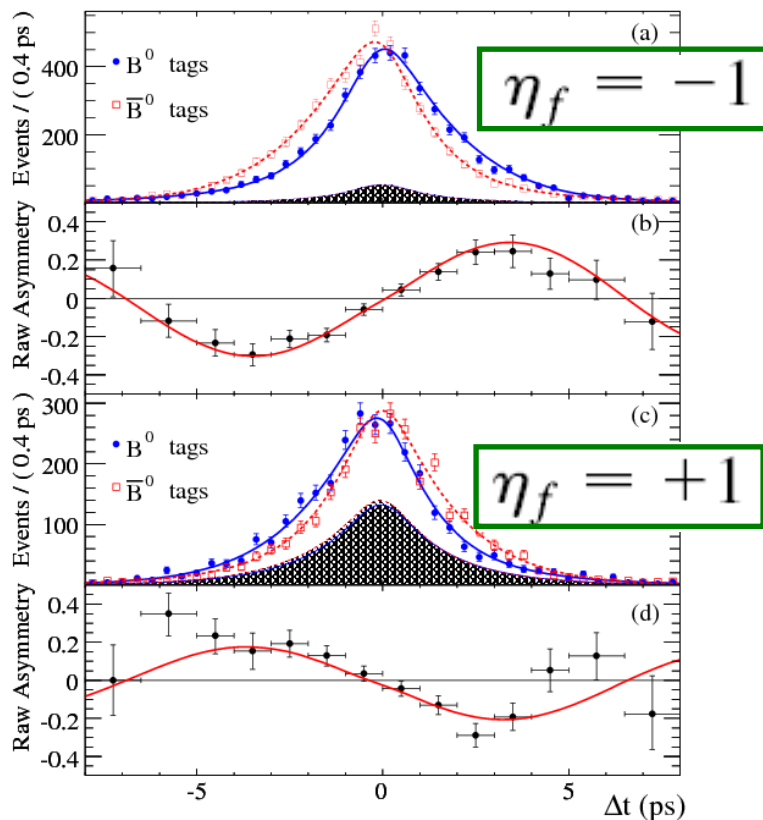 (a)
B⁰ tags
B̅⁰ tags
η_f = −1
Events / ( 0.4 ps )
400
200
(b)
Raw Asymmetry
0.4
0.2
0
-0.2
-0.4
(c)
B⁰ tags
B̅⁰ tags
η_f = +1
Events / ( 0.4 ps )
300
200
100
(d)
Raw Asymmetry
0.4
0.2
0
-0.2
-0.4
-5 0 5
Δt (ps)